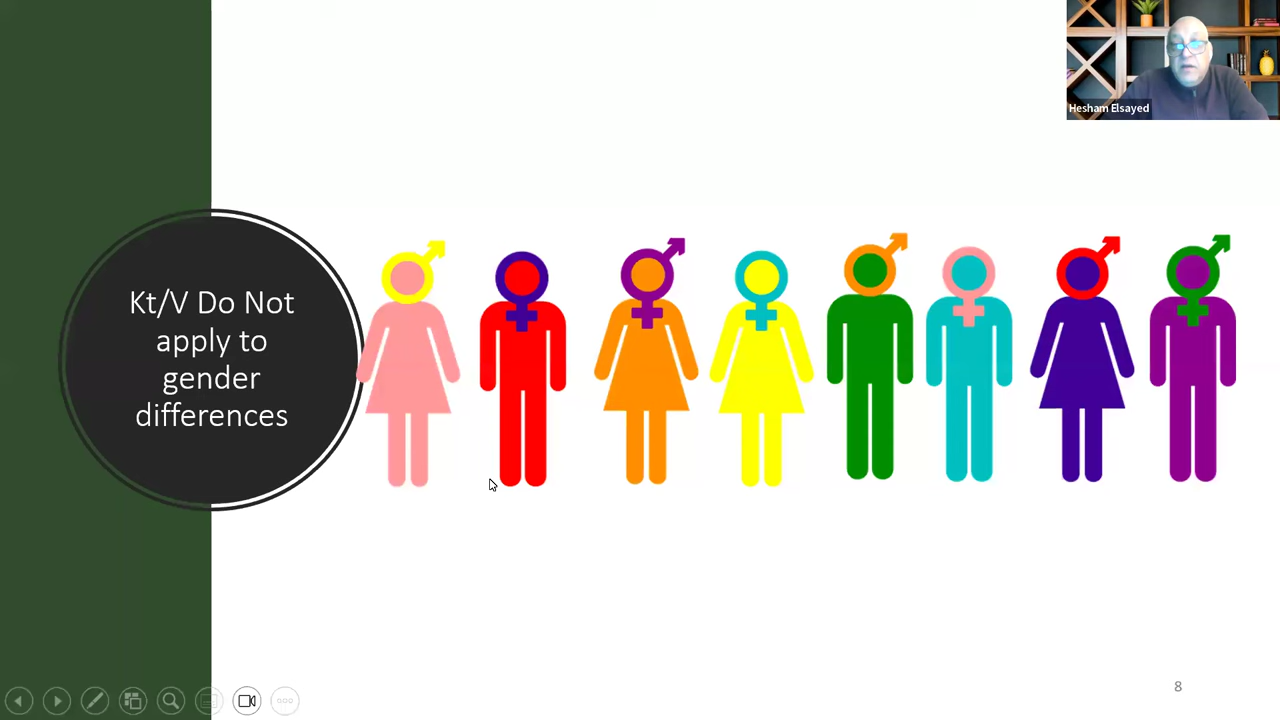 Hesham Elsayed
Kt/V Do Not
apply to
gender
differences
8